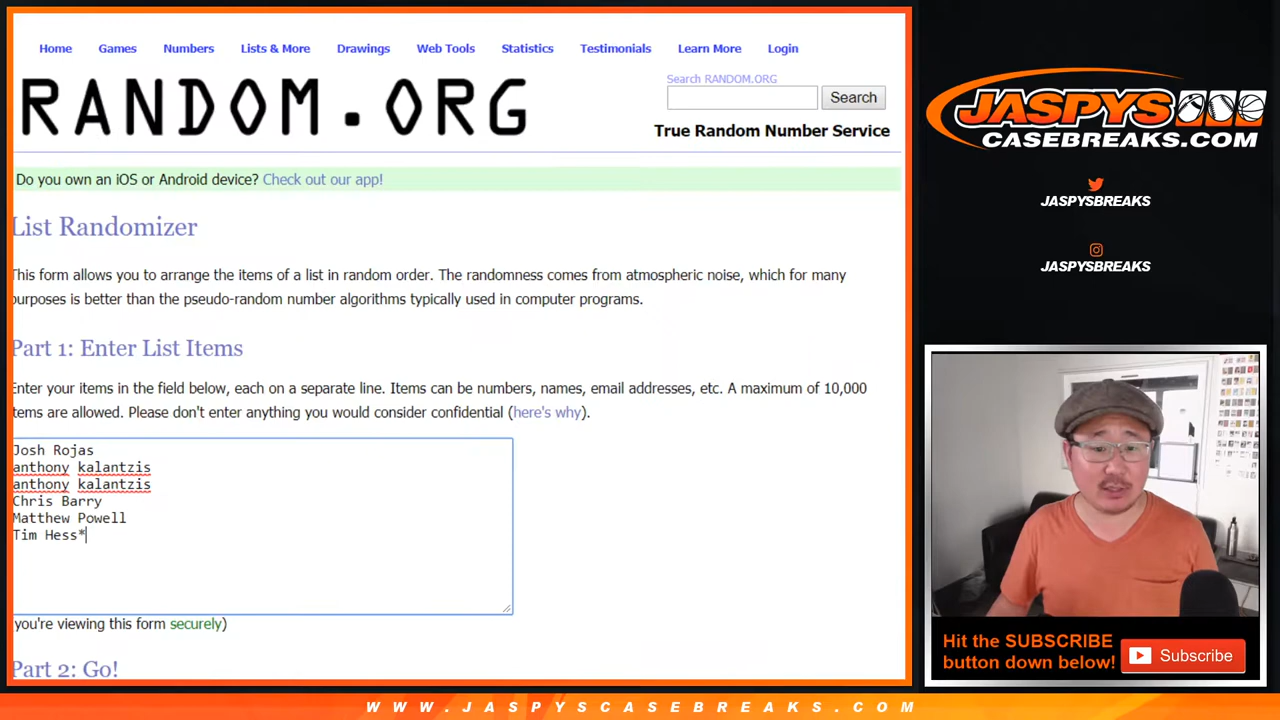 Home Games Numbers Lists & More Drawings Web Tools Statistics Testimonials Learn More Login
RANDOM.ORG
Search RANDOM.ORG
Search
True Random Number Service
Do you own an iOS or Android device? Check out our app!
List Randomizer
This form allows you to arrange the items of a list in random order. The randomness comes from atmospheric noise, which for many
purposes is better than the pseudo-random number algorithms typically used in computer programs.
Part 1: Enter List Items
Enter your items in the field below, each on a separate line. Items can be numbers, names, email addresses, etc. A maximum of 10,000
items are allowed. Please don't enter anything you would consider confidential (here's why).
Josh Rojas
anthony kalantzis
anthony kalantzis
Chris Barry
Matthew Powell
Tim Hess*
you're viewing this form securely)
Part 2: Go!
JASPYS
CASEBREAKS.COM
JASPYSBREAKS
JASPYSBREAKS
Hit the SUBSCRIBE
button down below!
Subscribe
WWW.JASPYSCASEBREAKS.COM